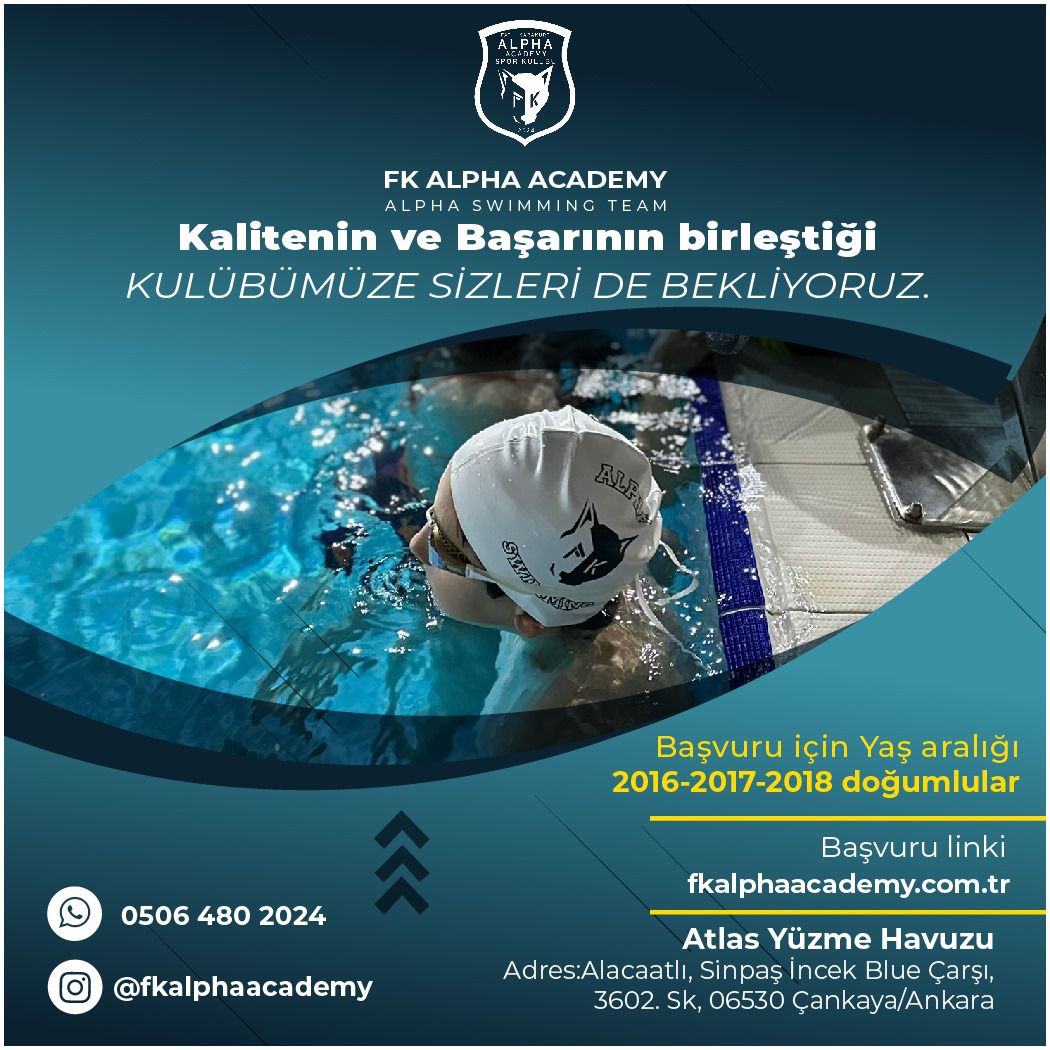 ALPHA
ACADEMY
SPOR KULÜBÜ
FK
2024
FK ALPHA ACADEMY
ALPHA SWIMMING TEAM
Kalitenin ve Başarının birleştiği
KULÜBÜMÜZE SİZLERİ DE BEKLİYORUZ.
ALPHA
FK
SWIMMING
Başvuru için Yaş aralığı
2016-2017-2018 doğumlular
Başvuru linki
fkalphaacademy.com.tr
0506 480 2024
@fkalphaacademy
Atlas Yüzme Havuzu
Adres:Alacaatlı, Sinpaş İncek Blue Çarşı,
3602. Sk, 06530 Çankaya/Ankara